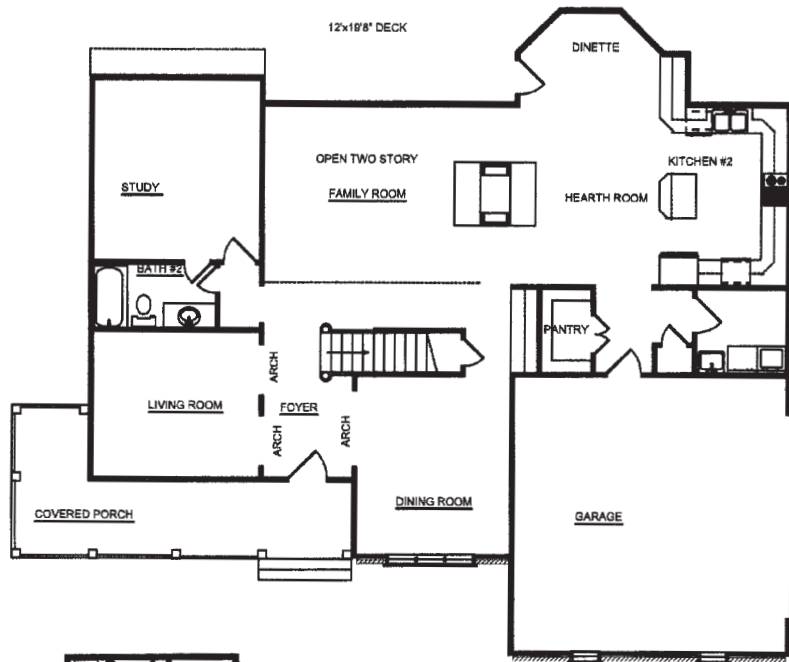 12'x19'8" DECK
DINETTE
OPEN TWO STORY
FAMILY ROOM
KITCHEN #2
HEARTH ROOM
STUDY
BATH #2
PANTRY
ARCH
LIVING ROOM
FOYER
ARCH
ARCH
DINING ROOM
COVERED PORCH
GARAGE